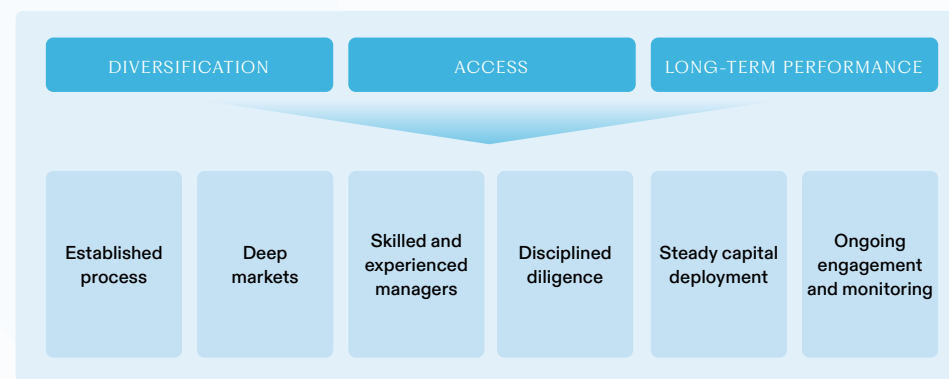 DIVERSIFICATION
ACCESS
LONG-TERM PERFORMANCE
Established
process
Deep
markets
Skilled and
experienced
managers
Disciplined
diligence
Steady capital
deployment
Ongoing
engagement
and monitoring